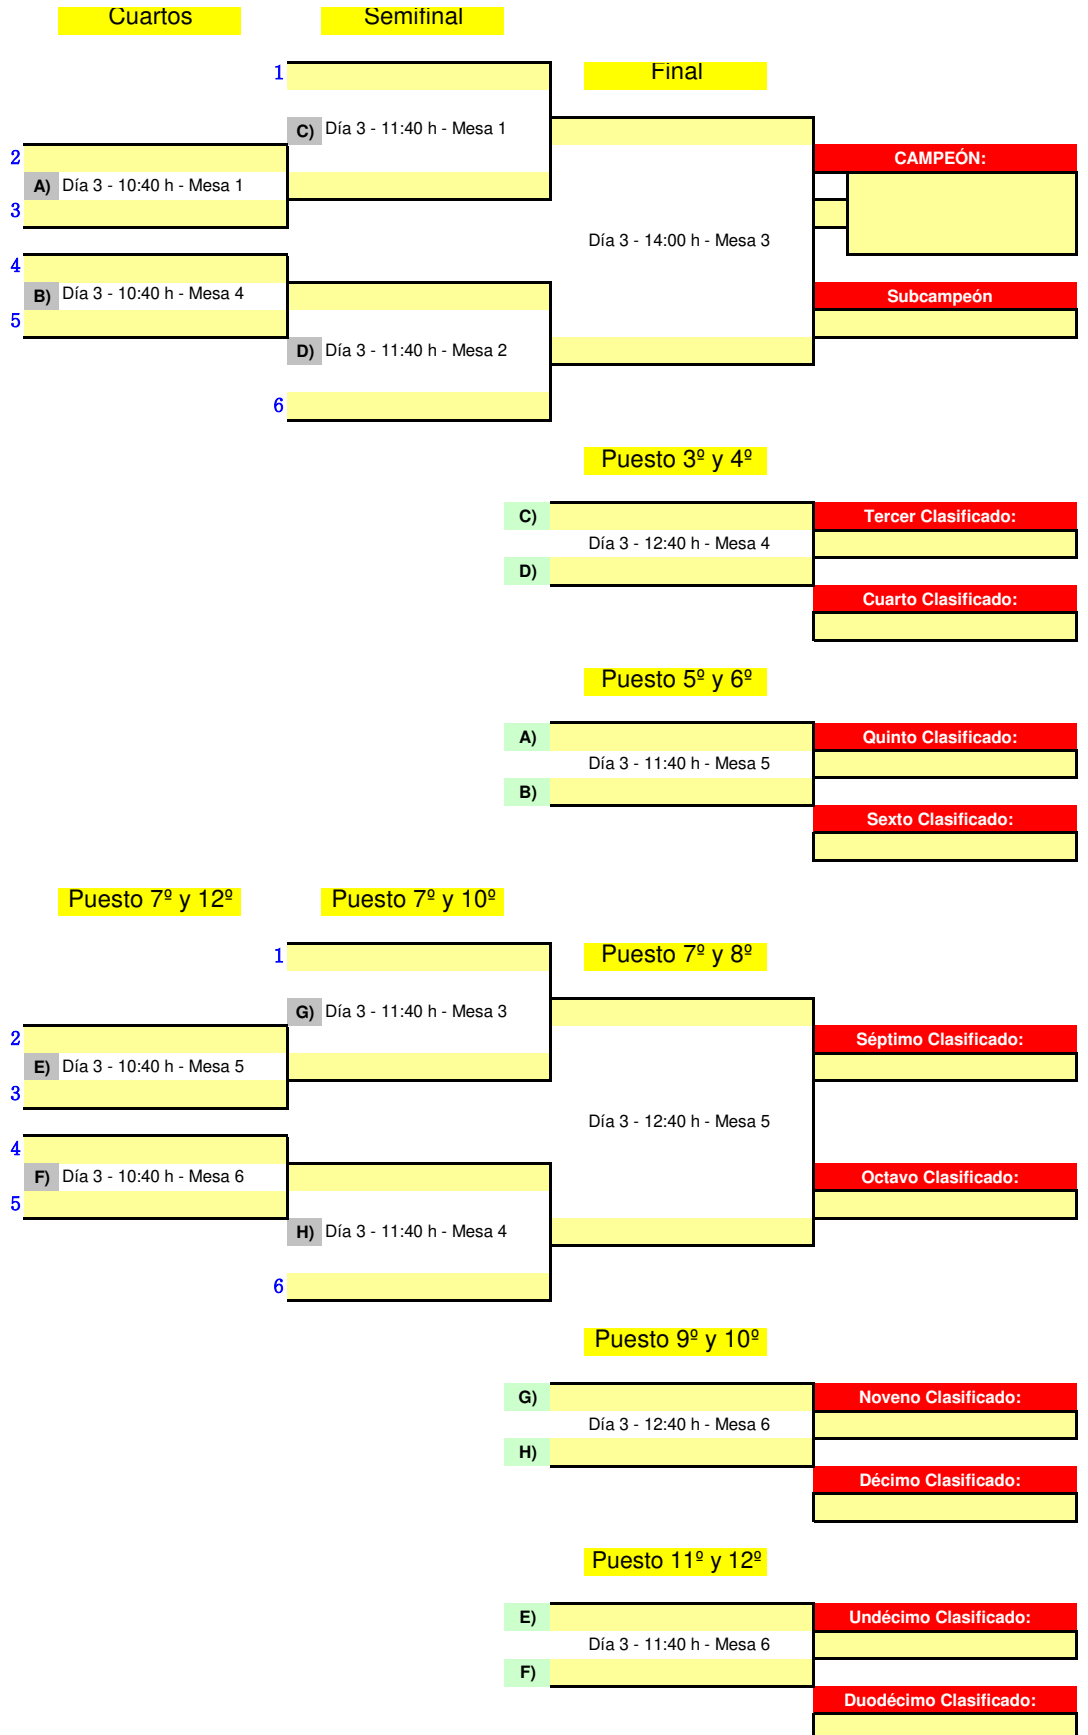 Cuartos
Semifinal
1
Final
C) Día 3 - 11:40 h - Mesa 1
2
CAMPEÓN:
A) Día 3 - 10:40 h - Mesa 1
3
Día 3 - 14:00 h - Mesa 3
4
B) Día 3 - 10:40 h - Mesa 4
Subcampeón
5
D) Día 3 - 11:40 h - Mesa 2
6
Puesto 3º y 4º
C)
Tercer Clasificado:
Día 3 - 12:40 h - Mesa 4
D)
Cuarto Clasificado:
Puesto 5º y 6º
A)
Quinto Clasificado:
Día 3 - 11:40 h - Mesa 5
B)
Sexto Clasificado:
Puesto 7º y 12º
Puesto 7º y 10º
1
Puesto 7º y 8º
G) Día 3 - 11:40 h - Mesa 3
2
Séptimo Clasificado:
E) Día 3 - 10:40 h - Mesa 5
3
Día 3 - 12:40 h - Mesa 5
4
F) Día 3 - 10:40 h - Mesa 6
Octavo Clasificado:
5
H) Día 3 - 11:40 h - Mesa 4
6
Puesto 9º y 10º
G)
Noveno Clasificado:
Día 3 - 12:40 h - Mesa 6
H)
Décimo Clasificado:
Puesto 11º y 12º
E)
Undécimo Clasificado:
Día 3 - 11:40 h - Mesa 6
F)
Duodécimo Clasificado: